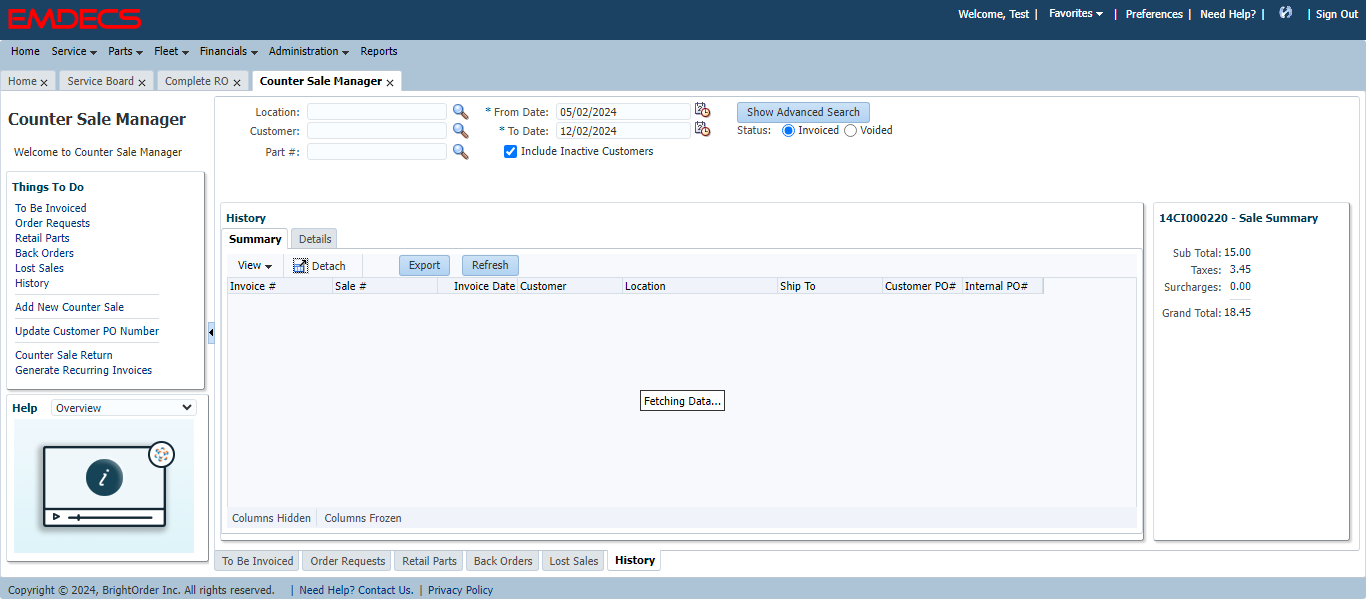 EMDECS
Welcome, Test | Favorites | Preferences | Need Help? | | Sign Out
Home Service Parts Fleet Financials Administration Reports
Home Service Board Complete RO Counter Sale Manager
Counter Sale Manager
Welcome to Counter Sale Manager
Things To Do
To Be Invoiced
Order Requests
Retail Parts
Back Orders
Lost Sales
History
Add New Counter Sale
Update Customer PO Number
Counter Sale Return
Generate Recurring Invoices
Help Overview
i
Location: * From Date: 05/02/2024 Show Advanced Search
Customer: * To Date: 12/02/2024 Status: Invoiced Voided
Part #: Include Inactive Customers
History
Summary Details
View Detach Export Refresh
Invoice # Sale # Invoice Date Customer Location Ship To Customer PO# Internal PO#
Fetching Data...
Columns Hidden Columns Frozen
14CI000220 - Sale Summary
Sub Total: 15.00
Taxes: 3.45
Surcharges: 0.00
Grand Total: 18.45
To Be Invoiced Order Requests Retail Parts Back Orders Lost Sales History
Copyright © 2024, BrightOrder Inc. All rights reserved. | Need Help? Contact Us. | Privacy Policy